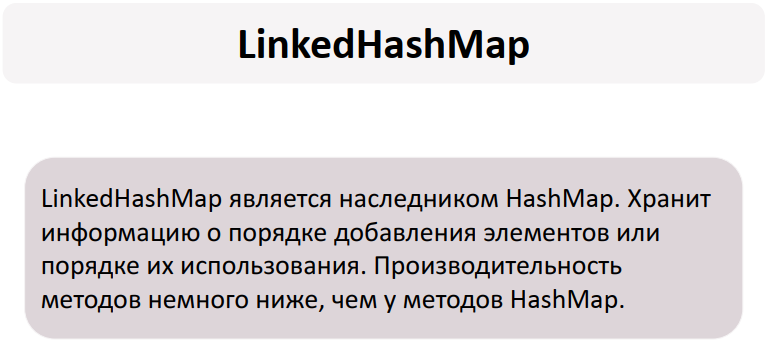 LinkedHashMap
LinkedHashMap является наследником HashMap. Хранит
информацию о порядке добавления элементов или
порядке их использования. Производительность
методов немного ниже, чем у методов HashMap.